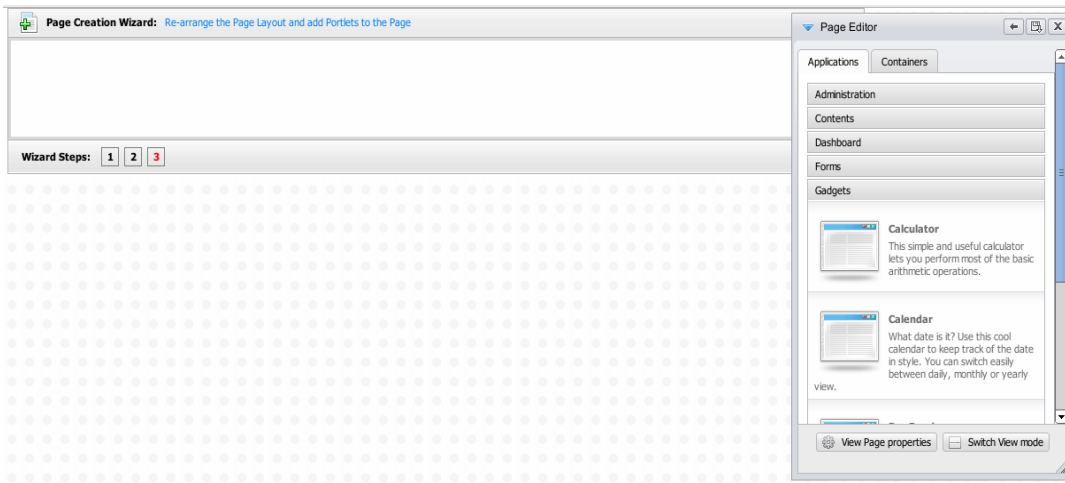 Page Creation Wizard: Re-arrange the Page Layout and add Portlets to the Page
Wizard Steps: 1 2 3
Page Editor
Applications Containers
Administration
Contents
Dashboard
Forms
Gadgets
Calculator
This simple and useful calculator
lets you perform most of the basic
arithmetic operations.
Calendar
What date is it? Use this cool
calendar to keep track of the date
in style. You can switch easily
between daily, monthly or yearly
view.
View Page properties Switch View mode